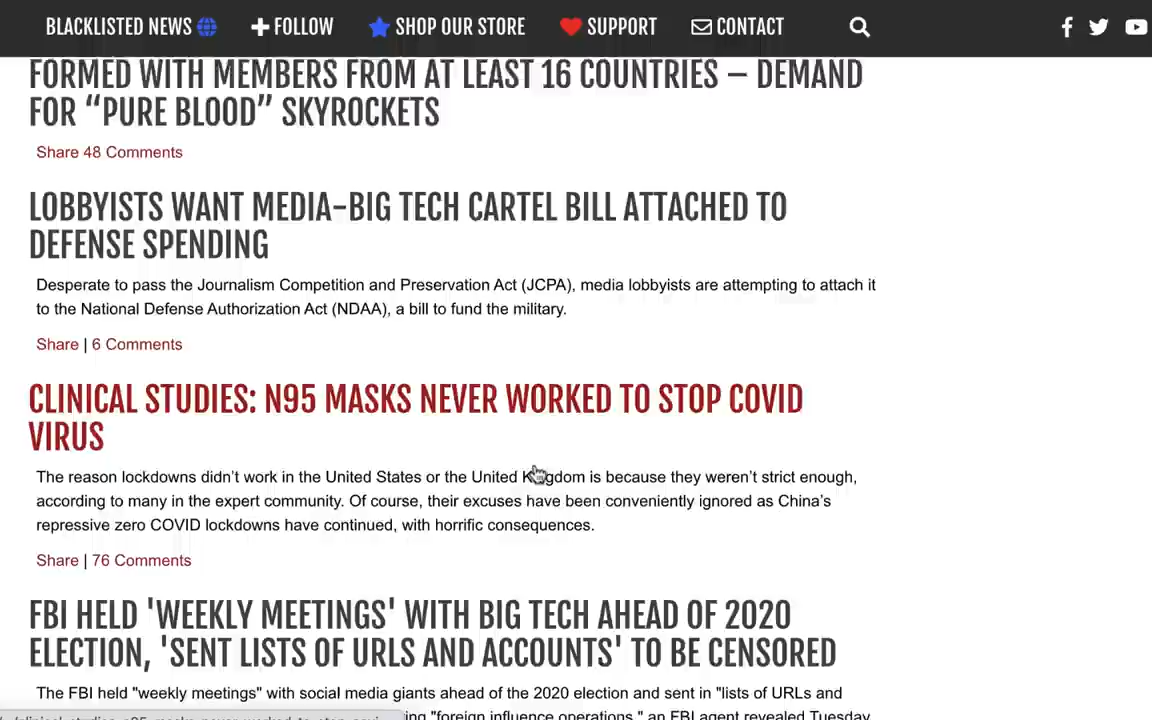 BLACKLISTED NEWS FOLLOW SHOP OUR STORE SUPPORT CONTACT
FORMED WITH MEMBERS FROM AT LEAST 16 COUNTRIES – DEMAND
FOR “PURE BLOOD” SKYROCKETS
Share 48 Comments
LOBBYISTS WANT MEDIA-BIG TECH CARTEL BILL ATTACHED TO
DEFENSE SPENDING
Desperate to pass the Journalism Competition and Preservation Act (JCPA), media lobbyists are attempting to attach it
to the National Defense Authorization Act (NDAA), a bill to fund the military.
Share | 6 Comments
CLINICAL STUDIES: N95 MASKS NEVER WORKED TO STOP COVID
VIRUS
The reason lockdowns didn’t work in the United States or the United Kingdom is because they weren’t strict enough,
according to many in the expert community. Of course, their excuses have been conveniently ignored as China’s
repressive zero COVID lockdowns have continued, with horrific consequences.
Share | 76 Comments
FBI HELD 'WEEKLY MEETINGS' WITH BIG TECH AHEAD OF 2020
ELECTION, 'SENT LISTS OF URLS AND ACCOUNTS' TO BE CENSORED
The FBI held "weekly meetings" with social media giants ahead of the 2020 election and sent in "lists of URLs and
"foreign influence operations," an FBI agent revealed Tuesday